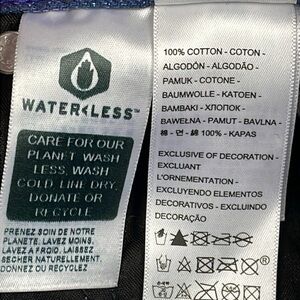 WATER<LESS™
CARE FOR OUR
PLANET WASH
LESS, WASH
COLD LINE DRY,
DONATE OR
RECYCLE
PRENEZ SOIN DE NOTRE
PLANETE, LAVEZ MOINS,
LAVEZ A FROID, LAISSEZ
SECHER NATURELLEMENT,
DONNEZ OU RECYCLEZ
100% COTTON - COTON -
ALGODÓN - ALGODÃO -
PAMUK - COTONE -
BAUMWOLLE - KATOEN -
BAMBAKI - ХЛОПОК -
BAWEŁNA - PAMUT - BAVLNA -
棉 - 면 - 綿 100% - KAPAS
EXCLUSIVE OF DECORATION -
EXCLUANT
L'ORNEMENTATION -
EXCLUYENDO ELEMENTOS
DECORATIVOS - EXCLUINDO
DECORAÇÃO